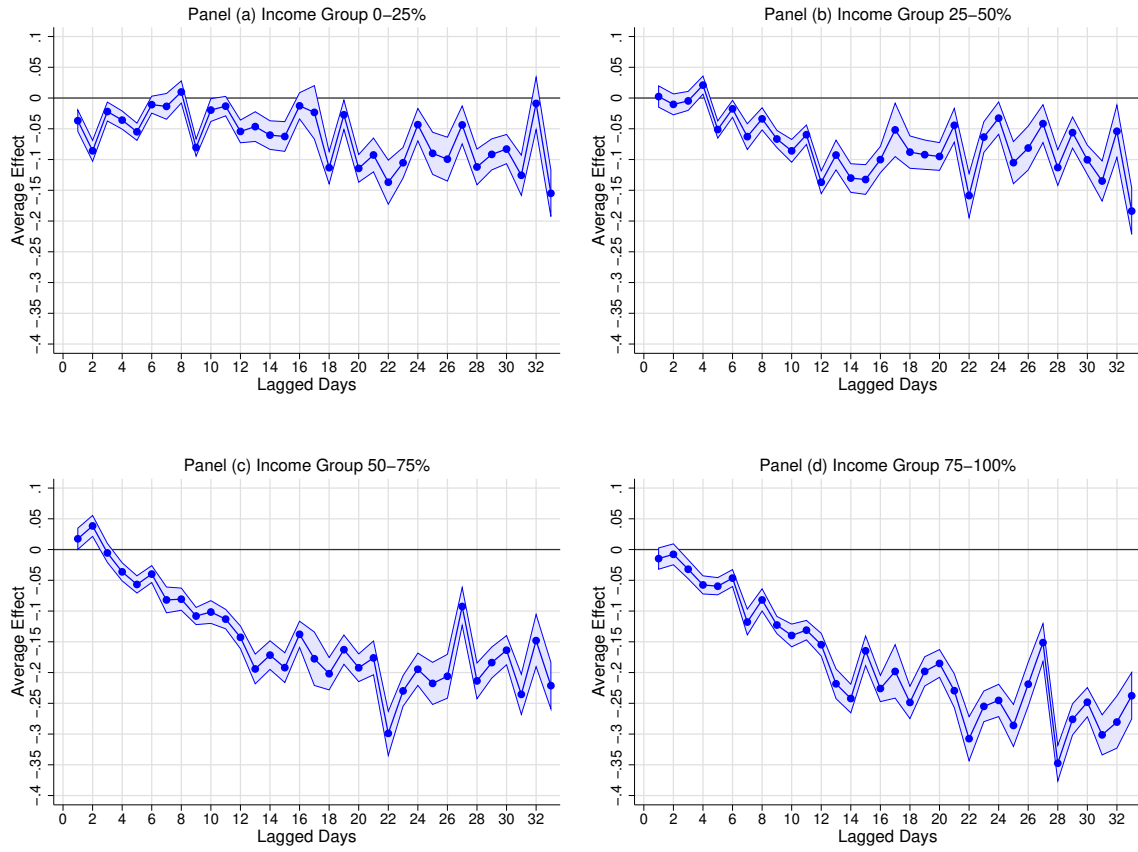 Panel (a) Income Group 0−25%
Average Effect
.1
.05
0
−.05
−.1
−.15
−.2
−.25
−.3
−.35
−.4
0 2 4 6 8 10 12 14 16 18 20 22 24 26 28 30 32
Lagged Days
Panel (b) Income Group 25−50%
Average Effect
.1
.05
0
−.05
−.1
−.15
−.2
−.25
−.3
−.35
−.4
0 2 4 6 8 10 12 14 16 18 20 22 24 26 28 30 32
Lagged Days
Panel (c) Income Group 50−75%
Average Effect
.1
.05
0
−.05
−.1
−.15
−.2
−.25
−.3
−.35
−.4
0 2 4 6 8 10 12 14 16 18 20 22 24 26 28 30 32
Lagged Days
Panel (d) Income Group 75−100%
Average Effect
.1
.05
0
−.05
−.1
−.15
−.2
−.25
−.3
−.35
−.4
0 2 4 6 8 10 12 14 16 18 20 22 24 26 28 30 32
Lagged Days